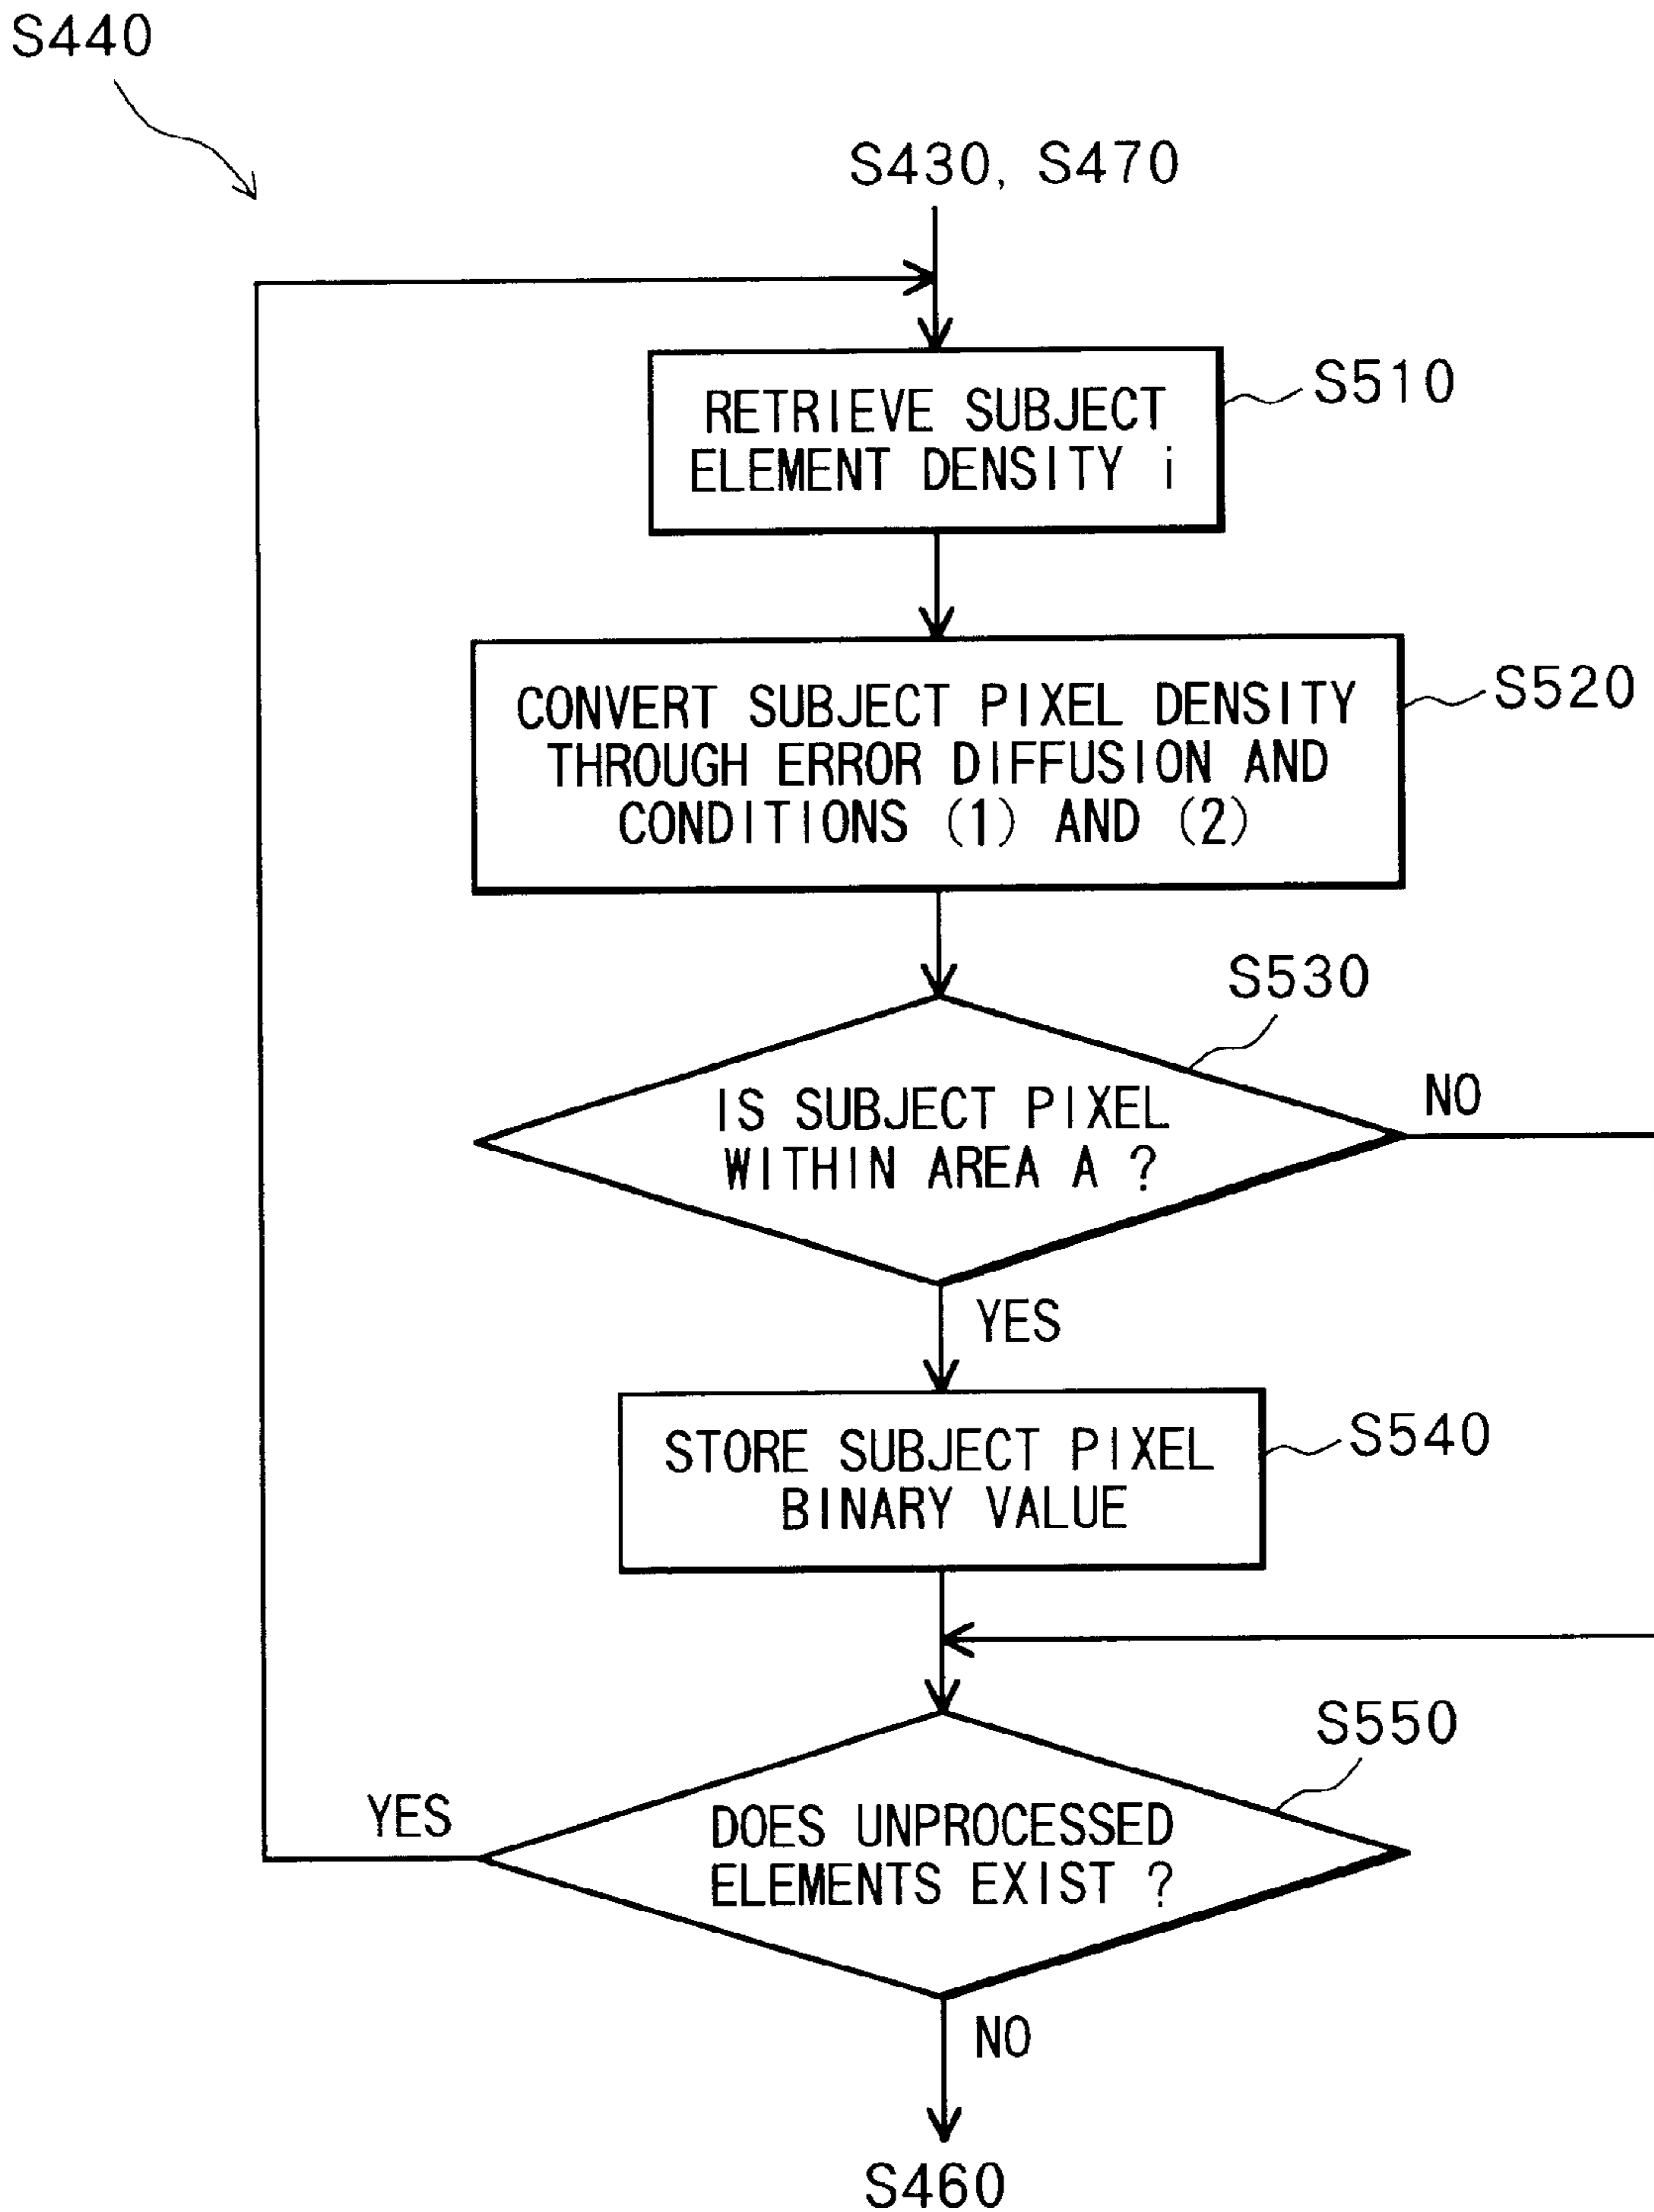 S440
S430, S470
RETRIEVE SUBJECT
ELEMENT DENSITY i
S510
CONVERT SUBJECT PIXEL DENSITY
THROUGH ERROR DIFFUSION AND
CONDITIONS (1) AND (2)
S520
S530
IS SUBJECT PIXEL
WITHIN AREA A ?
NO
YES
STORE SUBJECT PIXEL
BINARY VALUE
S540
S550
DOES UNPROCESSED
ELEMENTS EXIST ?
YES
NO
S460